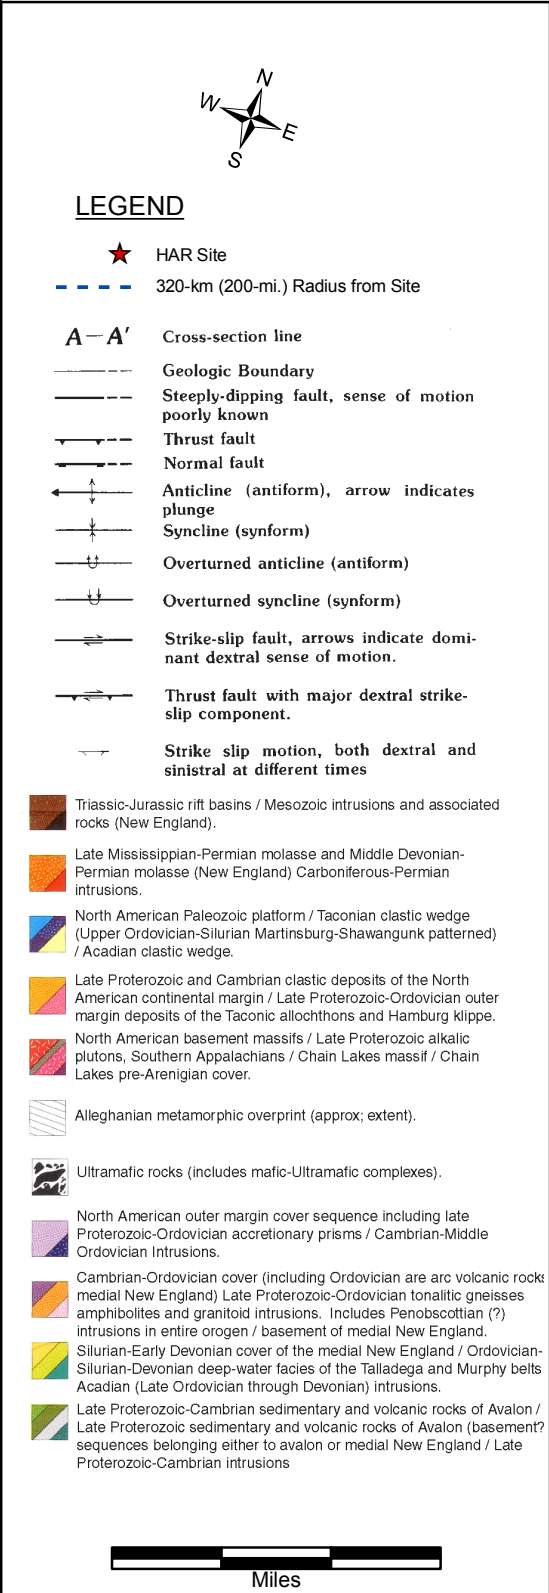 N
W
E
S
LEGEND
HAR Site
320-km (200-mi.) Radius from Site
A—A' Cross-section line
Geologic Boundary
Steeply-dipping fault, sense of motion
poorly known
Thrust fault
Normal fault
Anticline (antiform), arrow indicates
plunge
Syncline (synform)
Overturned anticline (antiform)
Overturned syncline (synform)
Strike-slip fault, arrows indicate domi-
nant dextral sense of motion.
Thrust fault with major dextral strike-
slip component.
Strike slip motion, both dextral and
sinistral at different times
Triassic-Jurassic rift basins / Mesozoic intrusions and associated
rocks (New England).
Late Mississippian-Permian molasse and Middle Devonian-
Permian molasse (New England) Carboniferous-Permian
intrusions.
North American Paleozoic platform / Taconian clastic wedge
(Upper Ordovician-Silurian Martinsburg-Shawangunk patterned)
/ Acadian clastic wedge.
Late Proterozoic and Cambrian clastic deposits of the North
American continental margin / Late Proterozoic-Ordovician outer
margin deposits of the Taconic allochthons and Hamburg klippe.
North American basement massifs / Late Proterozoic alkalic
plutons, Southern Appalachians / Chain Lakes massif / Chain
Lakes pre-Arenigian cover.
Alleghanian metamorphic overprint (approx; extent).
Ultramafic rocks (includes mafic-Ultramafic complexes).
North American outer margin cover sequence including late
Proterozoic-Ordovician accretionary prisms / Cambrian-Middle
Ordovician Intrusions.
Cambrian-Ordovician cover (including Ordovician are arc volcanic rocks
medial New England) Late Proterozoic-Ordovician tonalitic gneisses
amphibolites and granitoid intrusions. Includes Penobscottian (?)
intrusions in entire orogen / basement of medial New England.
Silurian-Early Devonian cover of the medial New England / Ordovician-
Silurian-Devonian deep-water facies of the Talladega and Murphy belts
Acadian (Late Ordovician through Devonian) intrusions.
Late Proterozoic-Cambrian sedimentary and volcanic rocks of Avalon /
Late Proterozoic sedimentary and volcanic rocks of Avalon (basement?
sequences belonging either to avalon or medial New England / Late
Proterozoic-Cambrian intrusions
Miles